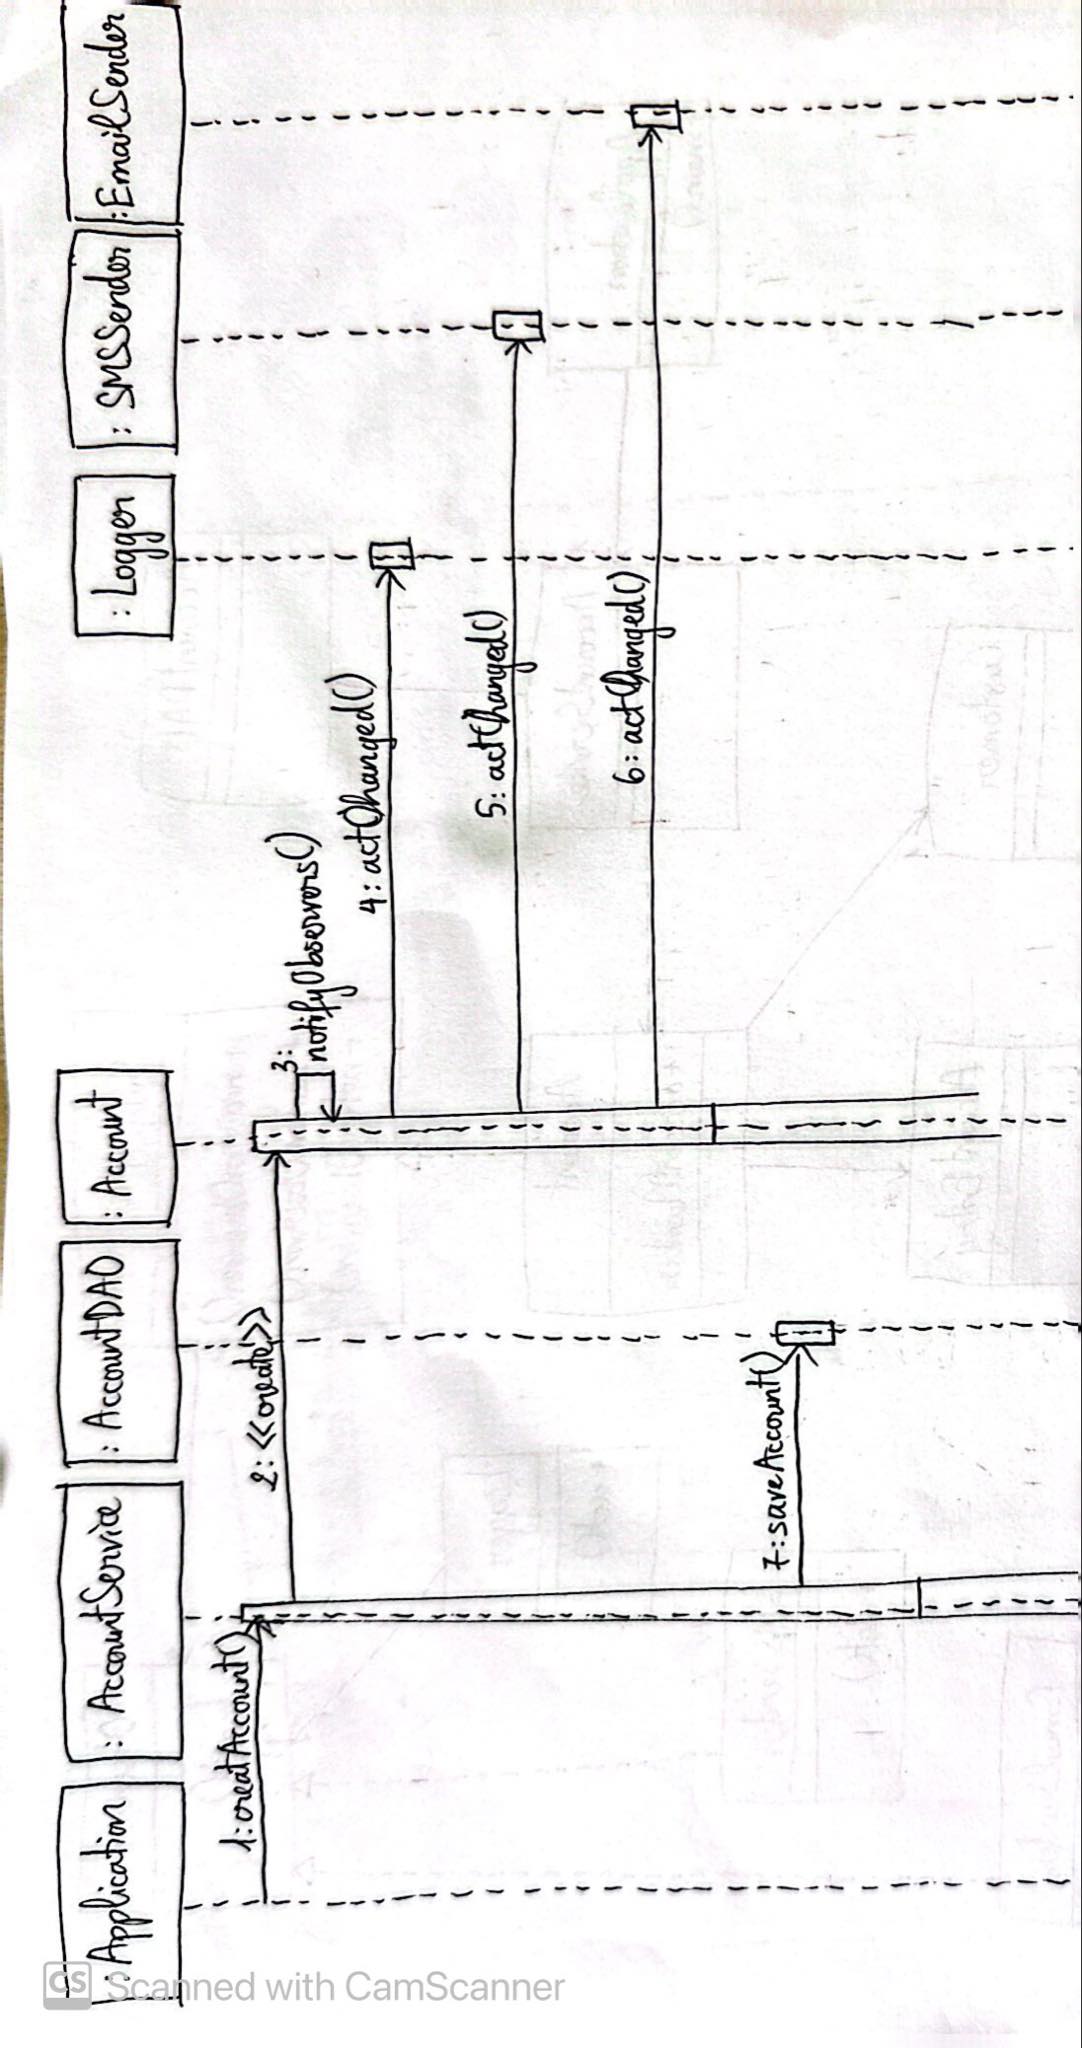 :Application
: AccountService
: AccountDAO
: Account
: Logger
: SMSSender
:EmailSender
1: creatAccount()
2: <<create>>
3:
notifyObservers()
4: actChanged()
5: actChanged()
6: actChanged()
7: saveAccount()
CS Scanned with CamScanner